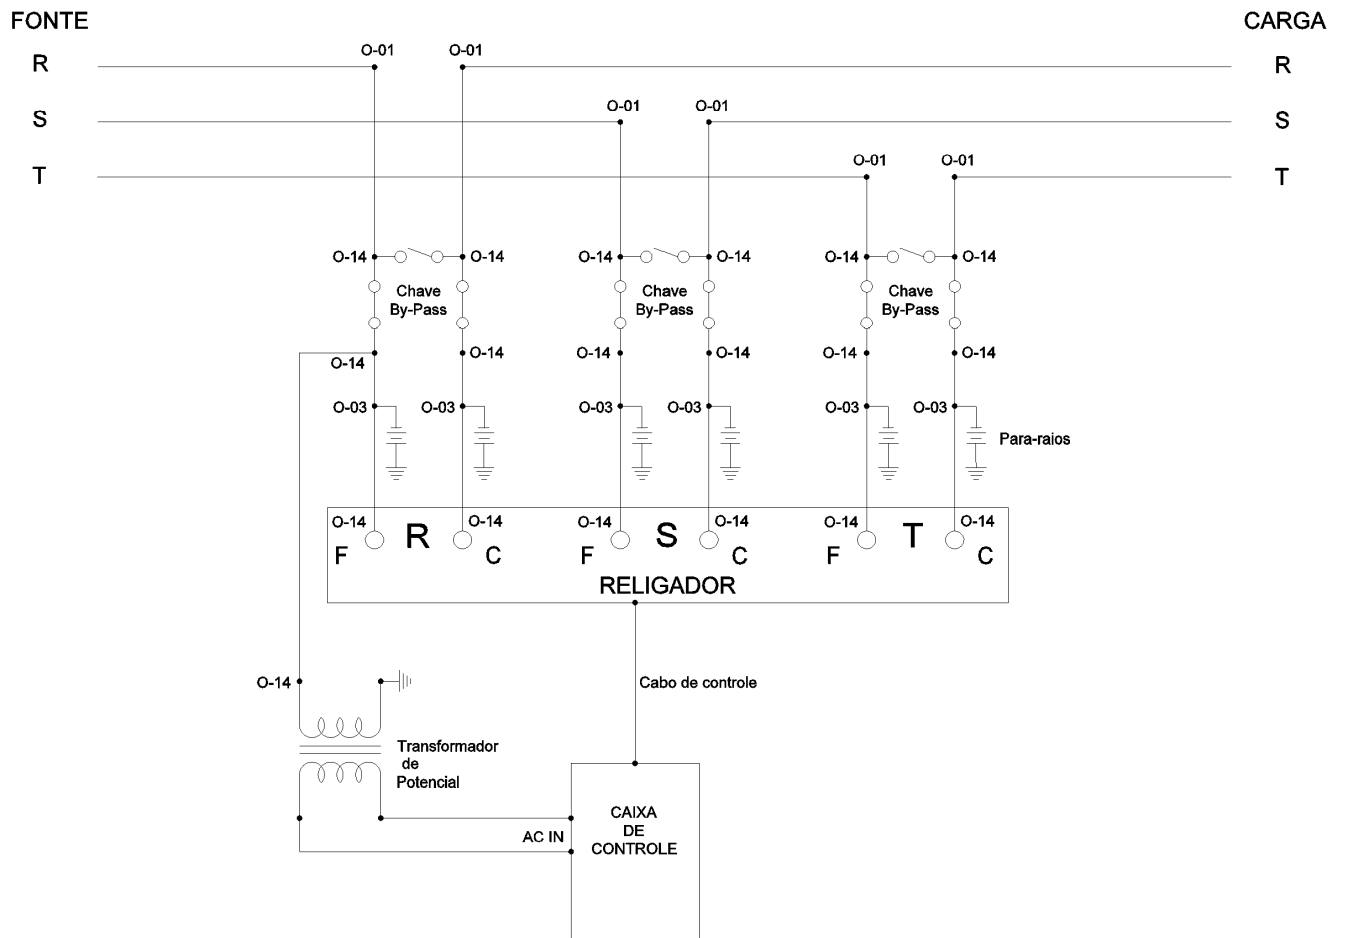 FONTE
CARGA
R
O-01
O-01
R
S
O-01
O-01
S
T
O-01
O-01
T
O-14
O-14
O-14
O-14
O-14
O-14
Chave
By-Pass
Chave
By-Pass
Chave
By-Pass
O-14
O-14
O-14
O-14
O-14
O-14
O-03
O-03
O-03
O-03
O-03
O-03
Para-raios
O-14
R
O-14
O-14
S
O-14
O-14
T
O-14
F
C
F
C
F
C
RELIGADOR
O-14
Cabo de controle
Transformador
de
Potencial
AC IN
CAIXA
DE
CONTROLE